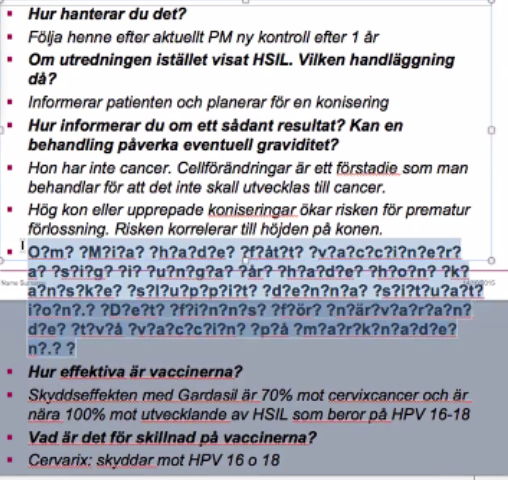 Hur hanterar du det?
Följa henne efter aktuellt PM ny kontroll efter 1 år
Om utredningen istället visat HSIL. Vilken handläggning
då?
Informerar patienten och planerar för en konisering
Hur informerar du om ett sådant resultat? Kan en
behandling påverka eventuell graviditet?
Hon har inte cancer. Cellförändringar är ett förstadie som man
behandlar för att det inte skall utvecklas till cancer.
Hög kon eller upprepade koniseringar ökar risken för prematur
förlossning. Risken korrelerar till höjden på konen.
O?m? ?M?i?a? ?h?a?d?e? ?f?åt?t? ?v?a?c?c?i?n?e?r?
a? ?s?i?g? ?i? ?u?n?g?a? ?år? ?h?a?d?e? ?h?o?n? ?k?
a?n?s?k?e? ?s?l?u?p?p?i?t? ?d?e?n?n?a? ?s?i?t?u?a?t?
i?o?n?.? ?D?e?t? ?f?i?n?n?s? ?f?ör? ?n?är?v?a?r?a?n?
d?e? ?t?v?å ?v?a?c?c?i?n? ?p?å ?m?a?r?k?n?a?d?e?
n?.? ?
Hur effektiva är vaccinerna?
Skyddseffekten med Gardasil är 70% mot cervixcancer och är
nära 100% mot utvecklande av HSIL som beror på HPV 16-18
Vad är det för skillnad på vaccinerna?
Cervarix: skyddar mot HPV 16 o 18